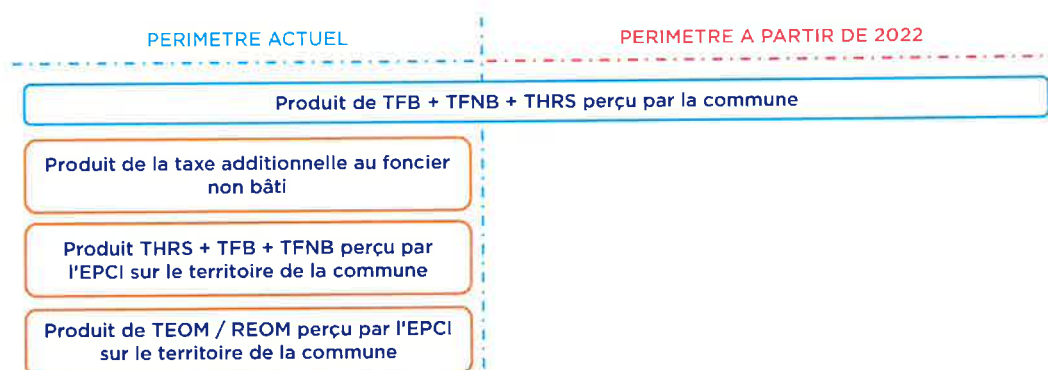 PERIMETRE ACTUEL
PERIMETRE A PARTIR DE 2022
Produit de TFB + TFNB + THRS perçu par la commune
Produit de la taxe additionnelle au foncier
non bâti
Produit THRS + TFB + TFNB perçu par
l'EPCI sur le territoire de la commune
Produit de TEOM / REOM perçu par l'EPCI
sur le territoire de la commune